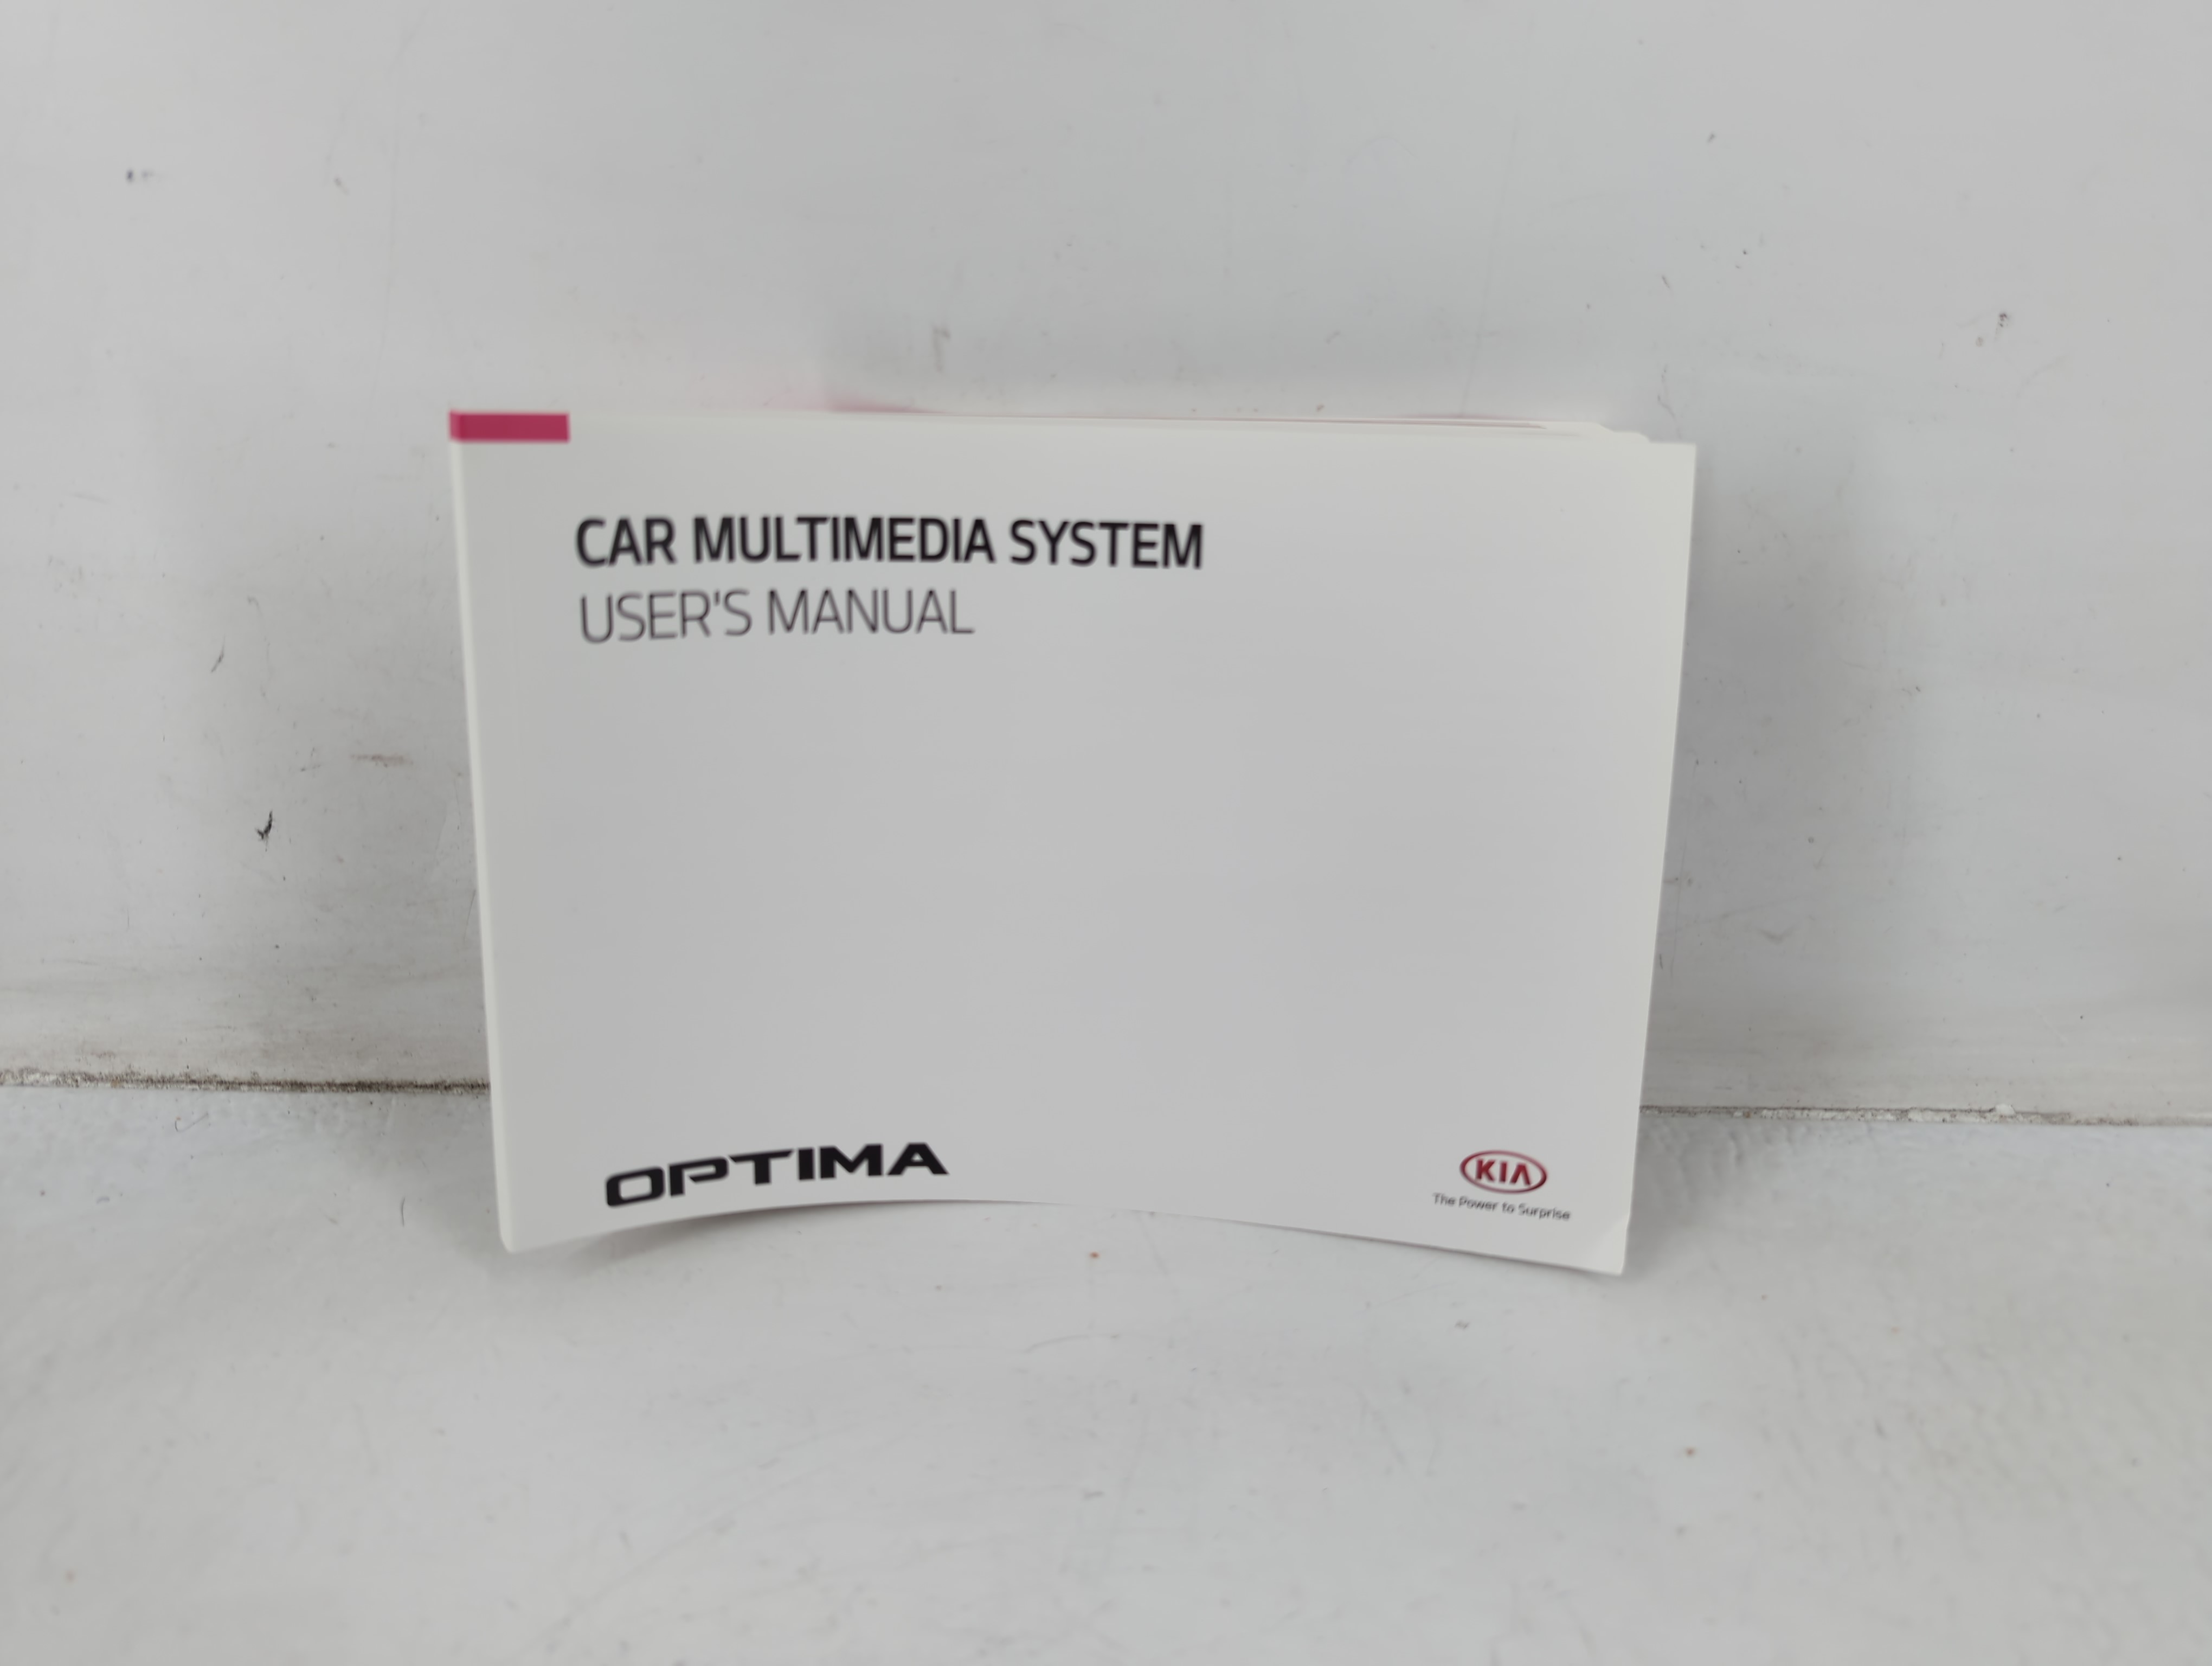 CAR MULTIMEDIA SYSTEM
USER'S MANUAL
OPTIMA
KIA
The Power to Surprise